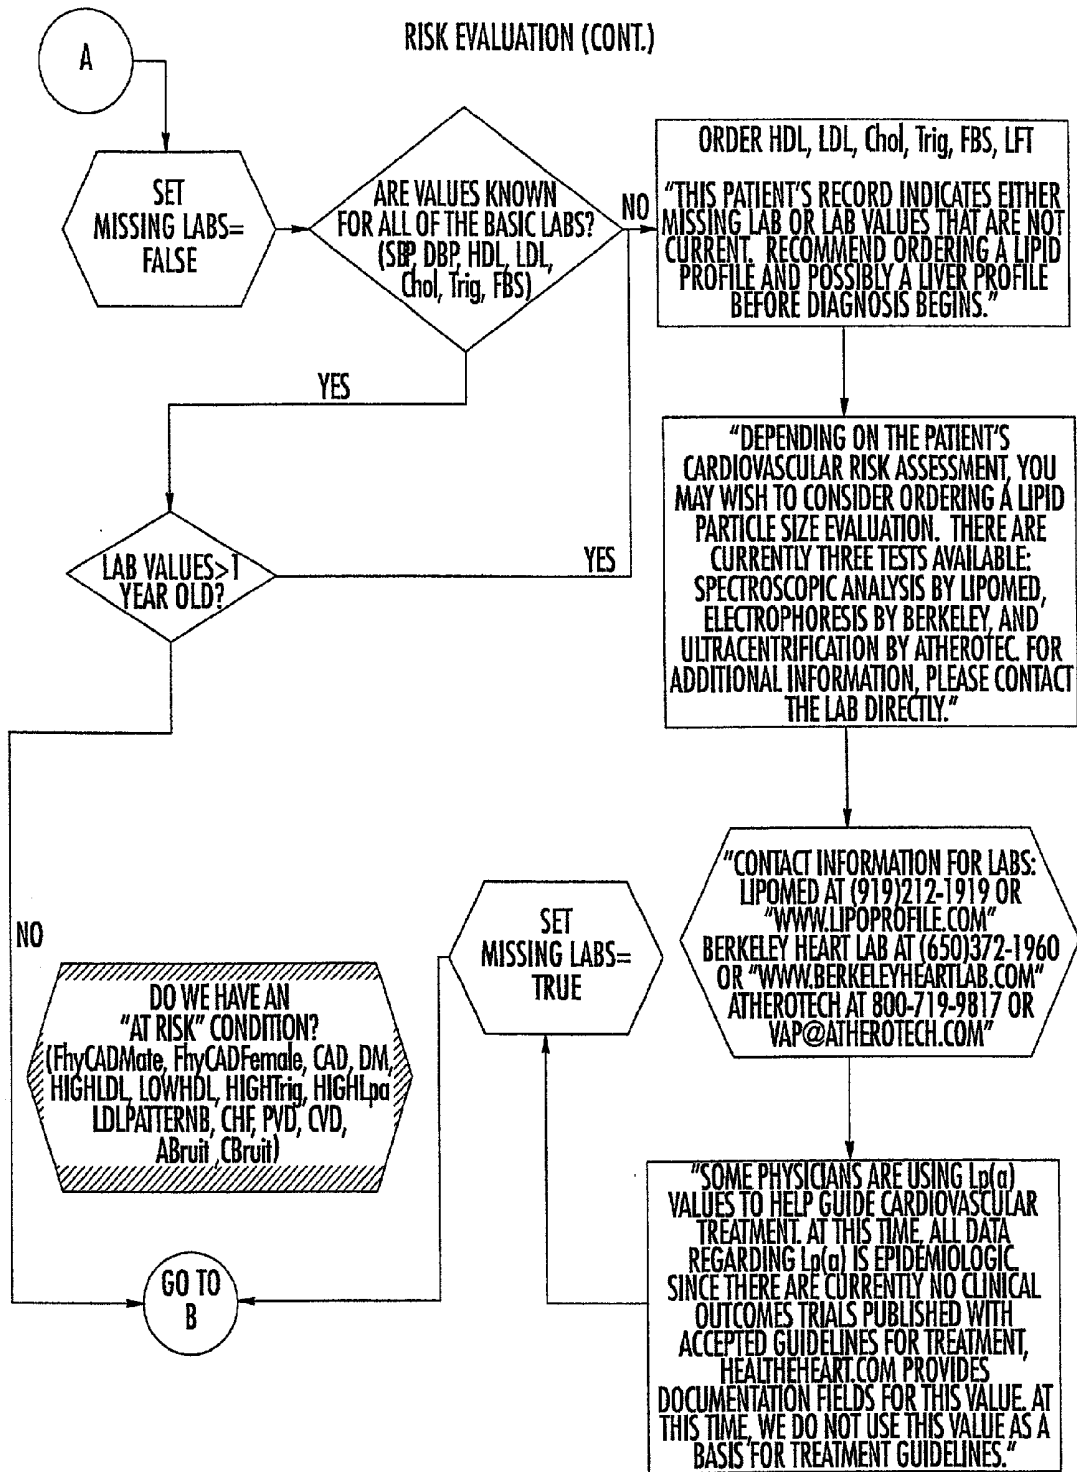 RISK EVALUATION (CONT.)
A
SET
MISSING LABS=
FALSE
ARE VALUES KNOWN
FOR ALL OF THE BASIC LABS?
(SBP, DBP, HDL, LDL,
Chol, Trig, FBS)
NO
ORDER HDL, LDL, Chol, Trig, FBS, LFT
"THIS PATIENT'S RECORD INDICATES EITHER
MISSING LAB OR LAB VALUES THAT ARE NOT
CURRENT. RECOMMEND ORDERING A LIPID
PROFILE AND POSSIBLY A LIVER PROFILE
BEFORE DIAGNOSIS BEGINS."
YES
LAB VALUES>1
YEAR OLD?
YES
"DEPENDING ON THE PATIENT'S
CARDIOVASCULAR RISK ASSESSMENT, YOU
MAY WISH TO CONSIDER ORDERING A LIPID
PARTICLE SIZE EVALUATION. THERE ARE
CURRENTLY THREE TESTS AVAILABLE:
SPECTROSCOPIC ANALYSIS BY LIPOMED,
ELECTROPHORESIS BY BERKELEY, AND
ULTRACENTRIFICATION BY ATHEROTEC. FOR
ADDITIONAL INFORMATION, PLEASE CONTACT
THE LAB DIRECTLY."
"CONTACT INFORMATION FOR LABS:
LIPOMED AT (919)212-1919 OR
"WWW.LIPOPROFILE.COM"
BERKELEY HEART LAB AT (650)372-1960
OR "WWW.BERKELEYHEARTLAB.COM"
ATHEROTECH AT 800-719-9817 OR
VAP@ATHEROTECH.COM"
SET
MISSING LABS=
TRUE
NO
DO WE HAVE AN
"AT RISK" CONDITION?
(FhyCADMate, FhyCADFemale, CAD, DM,
HIGHLDL, LOWHDL, HIGHTrig, HIGHLpa
LDLPATTERNB, CHF, PVD, CVD,
ABruit ,CBruit)
GO TO
B
"SOME PHYSICIANS ARE USING Lp(a)
VALUES TO HELP GUIDE CARDIOVASCULAR
TREATMENT. AT THIS TIME, ALL DATA
REGARDING Lp(a) IS EPIDEMIOLOGIC.
SINCE THERE ARE CURRENTLY NO CLINICAL
OUTCOMES TRIALS PUBLISHED WITH
ACCEPTED GUIDELINES FOR TREATMENT,
HEALTHEHEART.COM PROVIDES
DOCUMENTATION FIELDS FOR THIS VALUE. AT
THIS TIME, WE DO NOT USE THIS VALUE AS A
BASIS FOR TREATMENT GUIDELINES."